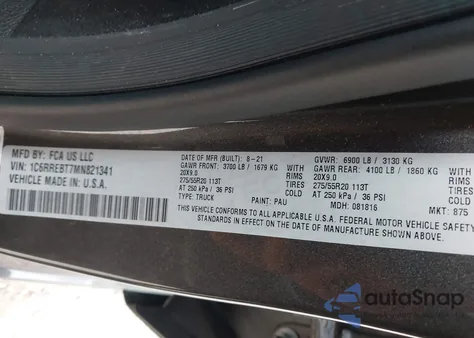 MFD BY: FCA US LLC
VIN: 1C6RREBT7MN821341
VEHICLE MADE IN U.S.A.
DATE OF MFR (BUILT): 8-21
GAWR FRONT: 3700 LB / 1679 KG
20X9.0
275/55R20 113T
AT 250 kPa / 36 PSI
TYPE: TRUCK
WITH
RIMS
TIRES
COLD
PAINT: PAU
GVWR: 6900 LB / 3130 KG
GAWR REAR: 4100 LB / 1860 KG
20X9.0
275/55R20 113T
AT 250 kPa / 36 PSI
MDH: 081816
WITH
RIMS
TIRES
COLD
MKT: 875
THIS VEHICLE CONFORMS TO ALL APPLICABLE U.S.A. FEDERAL MOTOR VEHICLE SAFETY
STANDARDS IN EFFECT ON THE DATE OF MANUFACTURE SHOWN ABOVE.
autoSnap